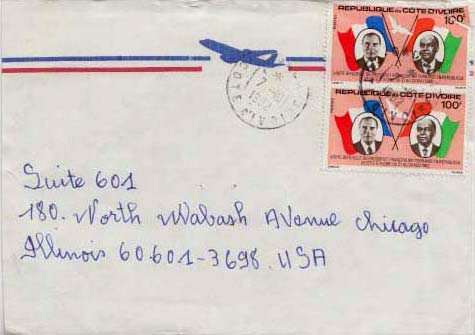 REPUBLIQUE DE COTE D'IVOIRE
100F
REPUBLIQUE DE COTE D'IVOIRE
100F
Suite 601
180. North Wabash Avenue Chicago
Illinois 60601-3698. USA